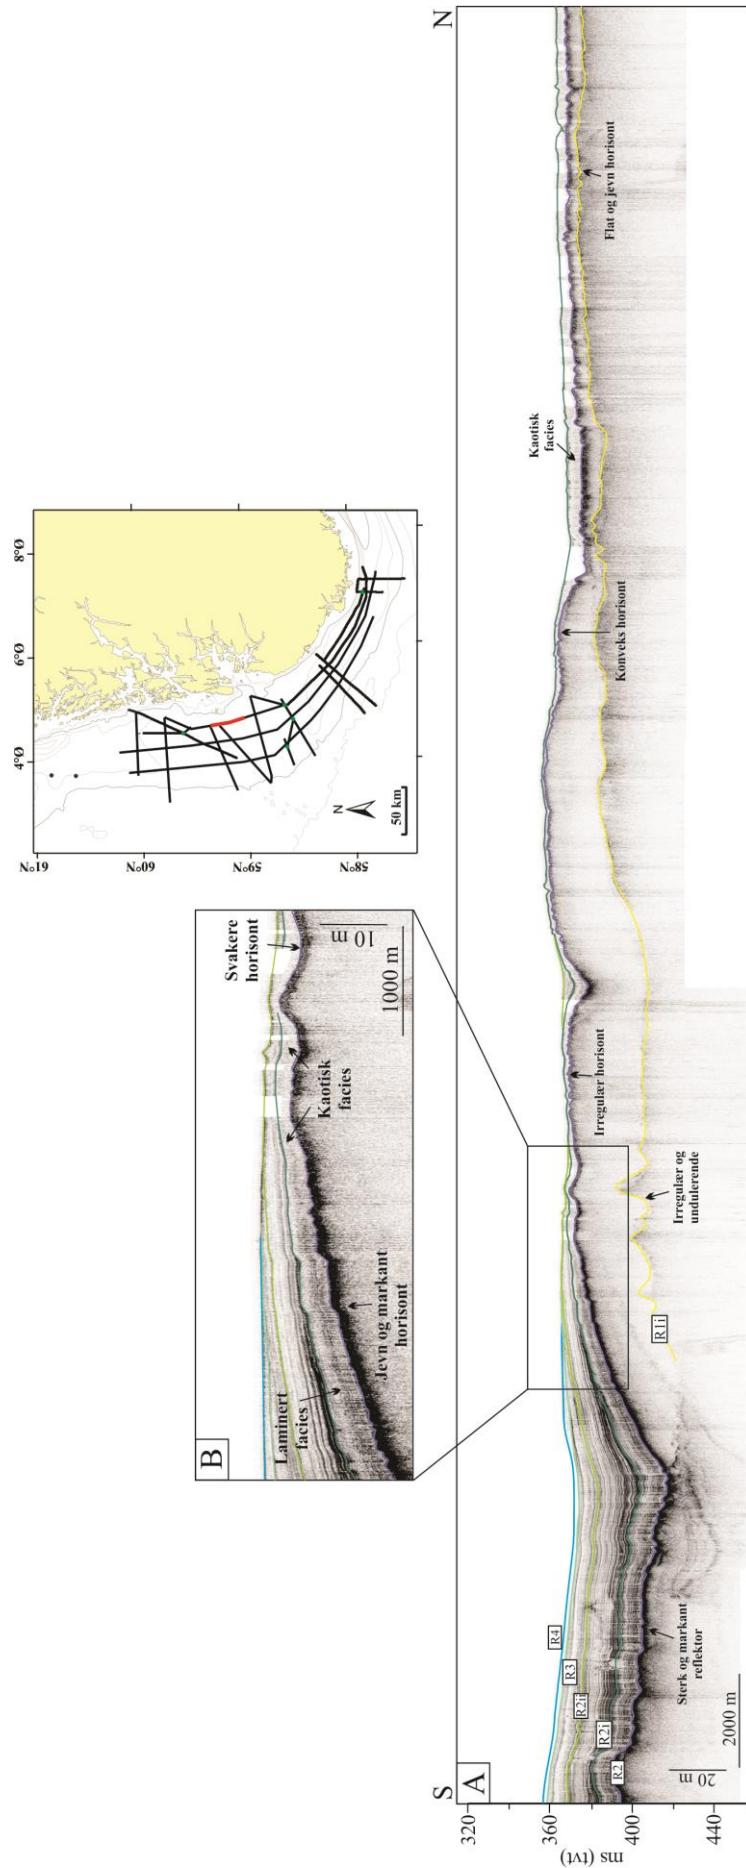 8°Ø
6°Ø
4°Ø
61°N
60°N
59°N
58°N
N
50 km
B
Svakere
horisont
10 m
1000 m
Kaotisk
facies
Jevn og markant
horisont
Laminert
facies
S
N
A
320
360
400
440
ms (tvt)
R4
R3
R2ii
R2i
R2
R1i
20 m
2000 m
Sterk og markant
reflektor
Irregulær og
undulerende
Irregulær horisont
Konveks horisont
Kaotisk
facies
Flat og jevn horisont